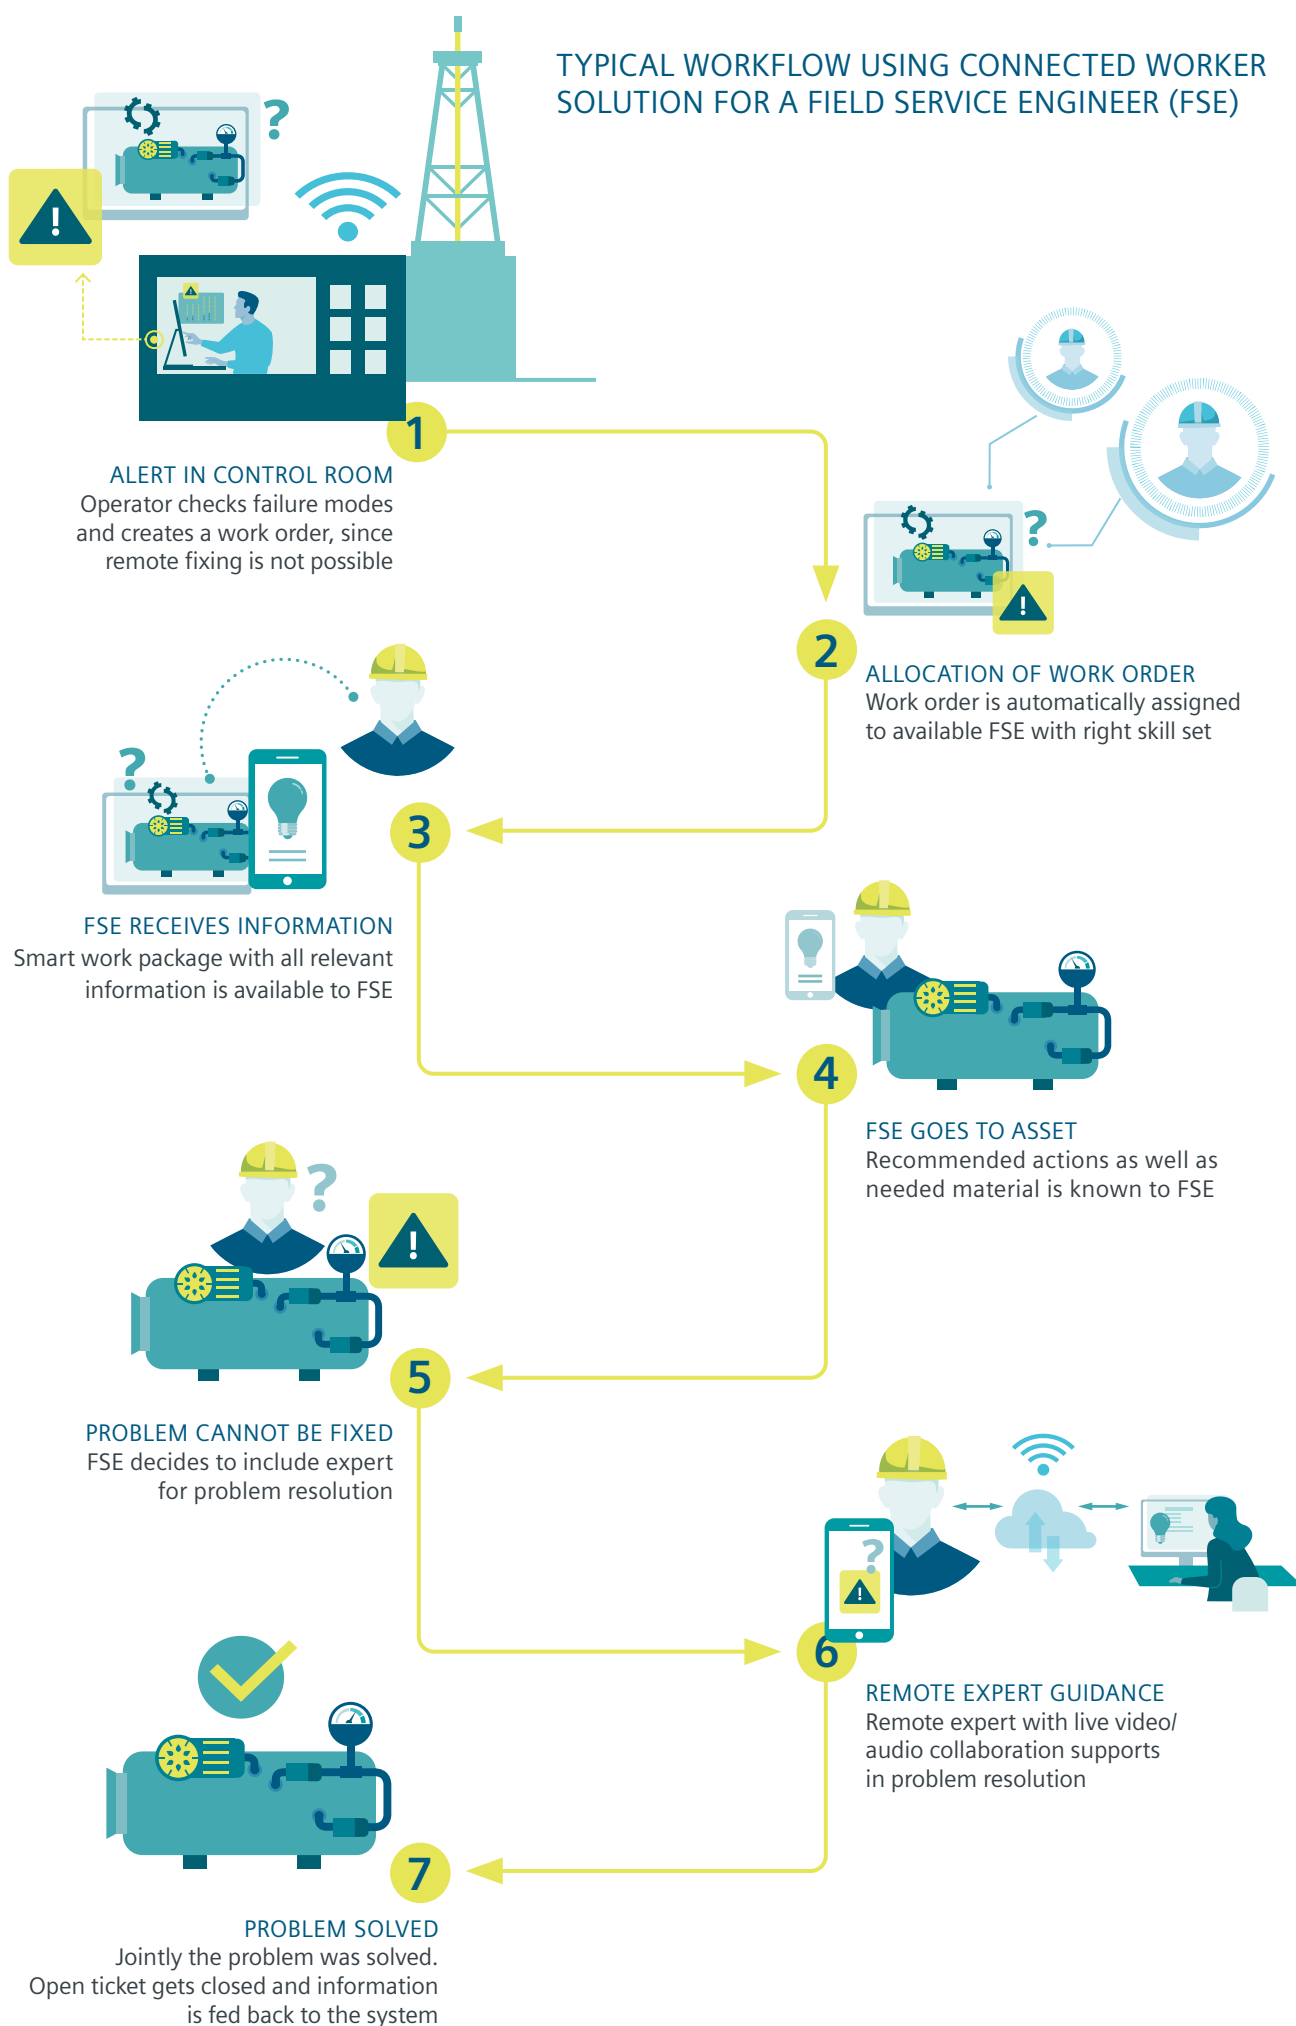 TYPICAL WORKFLOW USING CONNECTED WORKER
SOLUTION FOR A FIELD SERVICE ENGINEER (FSE)
?
!
!
1
ALERT IN CONTROL ROOM
Operator checks failure modes
and creates a work order, since
remote fixing is not possible
?
!
2
ALLOCATION OF WORK ORDER
Work order is automatically assigned
to available FSE with right skill set
?
3
FSE RECEIVES INFORMATION
Smart work package with all relevant
information is available to FSE
4
FSE GOES TO ASSET
Recommended actions as well as
needed material is known to FSE
?
!
5
PROBLEM CANNOT BE FIXED
FSE decides to include expert
for problem resolution
?
!
6
REMOTE EXPERT GUIDANCE
Remote expert with live video/
audio collaboration supports
in problem resolution
7
PROBLEM SOLVED
Jointly the problem was solved.
Open ticket gets closed and information
is fed back to the system